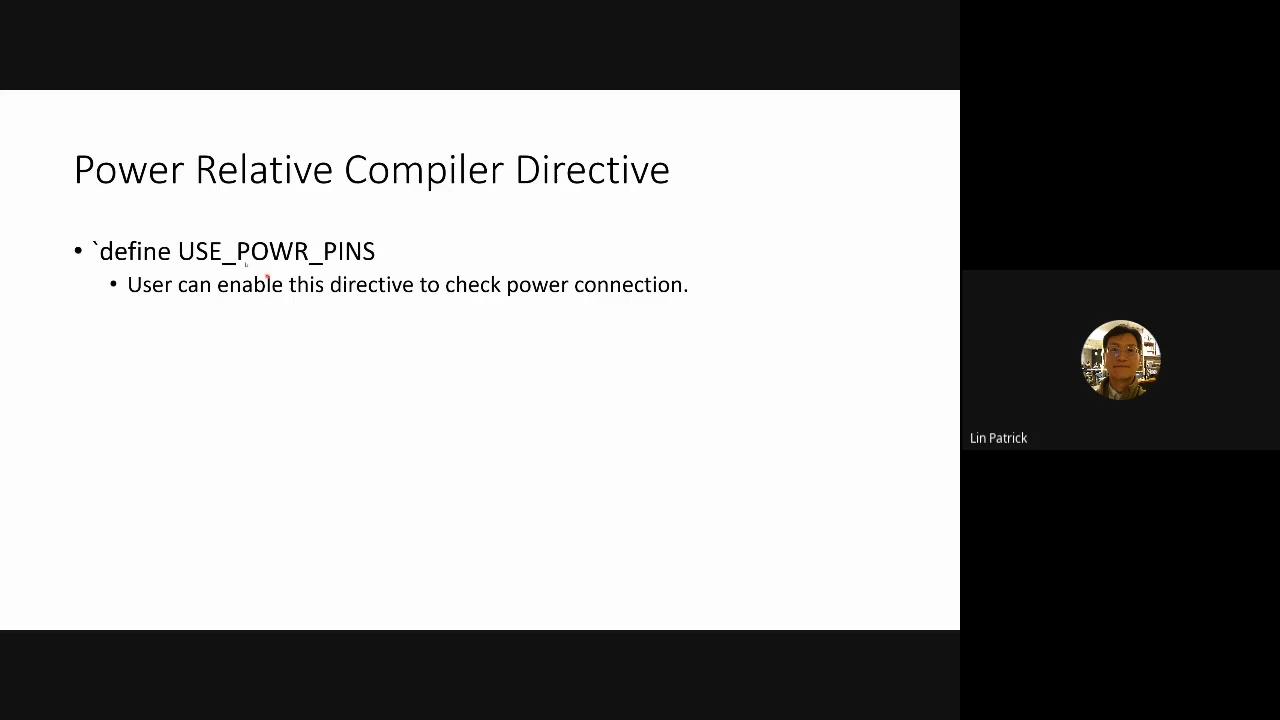 Power Relative Compiler Directive
• `define USE_POWR_PINS
• User can enable this directive to check power connection.
Lin Patrick